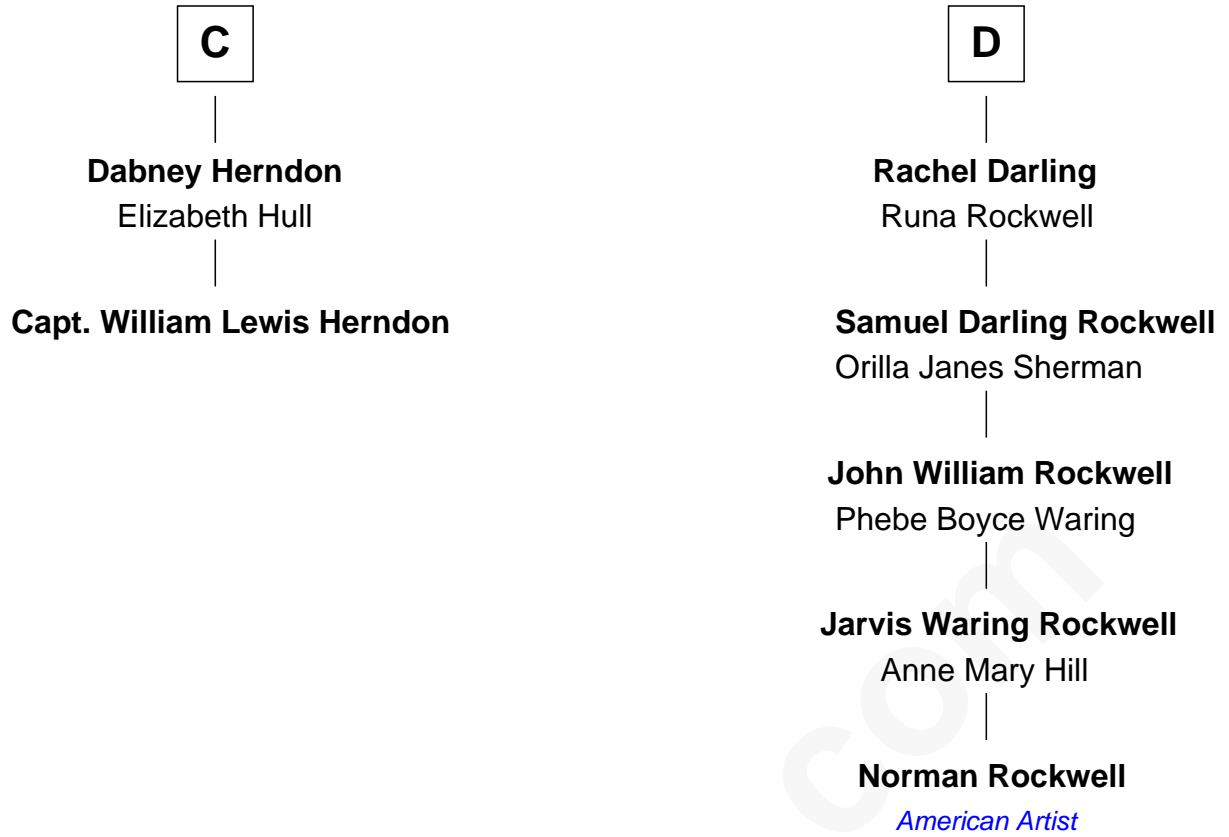 C
Dabney Herndon
Elizabeth Hull
Capt. William Lewis Herndon
D
Rachel Darling
Runa Rockwell
Samuel Darling Rockwell
Orilla Janes Sherman
John William Rockwell
Phebe Boyce Waring
Jarvis Waring Rockwell
Anne Mary Hill
Norman Rockwell
American Artist
com